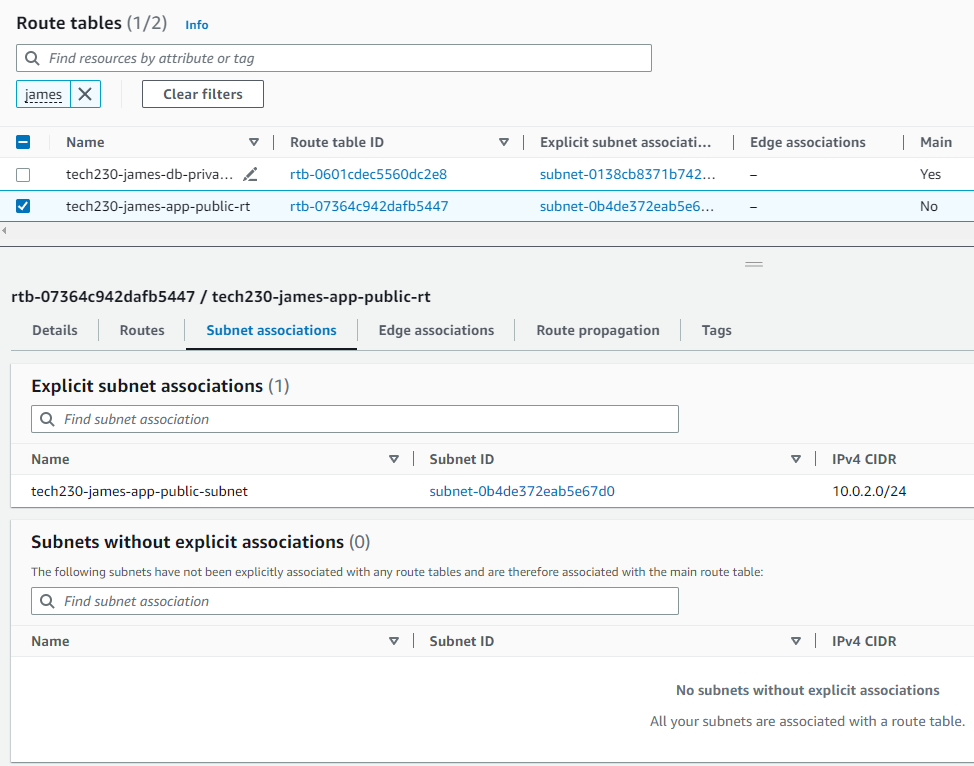 Route tables (1/2) Info
Find resources by attribute or tag
james Clear filters
Name Route table ID Explicit subnet associati... Edge associations Main
tech230-james-db-priva... rtb-0601cdec5560dc2e8 subnet-0138cb8371b742... – Yes
tech230-james-app-public-rt rtb-07364c942dafb5447 subnet-0b4de372eab5e6... – No
rtb-07364c942dafb5447 / tech230-james-app-public-rt
Details Routes Subnet associations Edge associations Route propagation Tags
Explicit subnet associations (1)
Find subnet association
Name Subnet ID IPv4 CIDR
tech230-james-app-public-subnet subnet-0b4de372eab5e67d0 10.0.2.0/24
Subnets without explicit associations (0)
The following subnets have not been explicitly associated with any route tables and are therefore associated with the main route table:
Find subnet association
Name Subnet ID IPv4 CIDR
No subnets without explicit associations
All your subnets are associated with a route table.